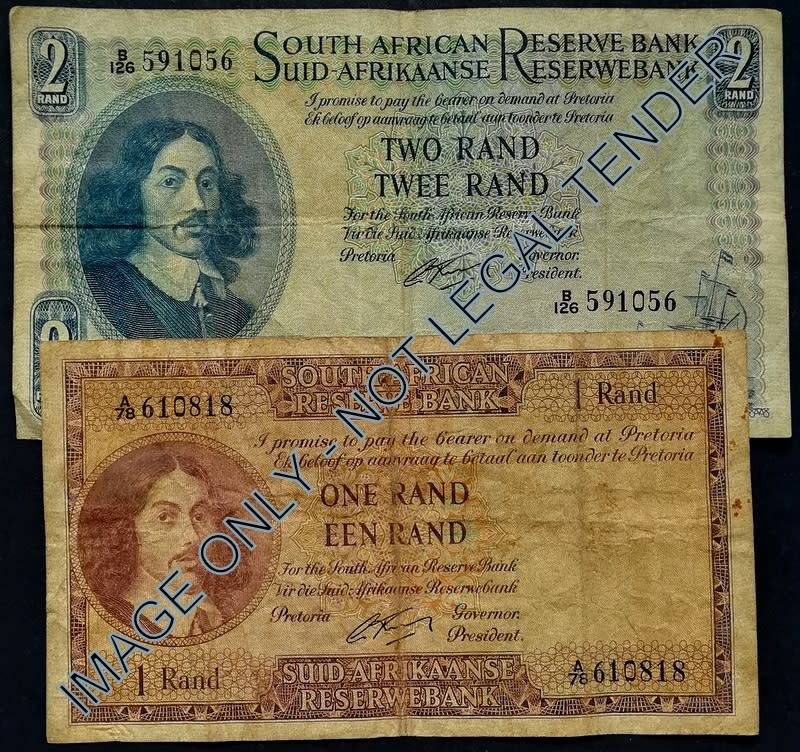 2
RAND
B/126 591056
SOUTH AFRICAN RESERVE BANK
SUID-AFRIKAANSE RESERWEBANK
2
RAND
I promise to pay the bearer on demand at Pretoria
Ek beloof op aanvraag te betaal aan toonder te Pretoria
TWO RAND
TWEE RAND
For the South African Reserve Bank
Vir die Suid-Afrikaanse Reserwebank
Pretoria Governor.
President.
B/126 591056
A/78 610818
SOUTH AFRICAN
RESERVE BANK
1 Rand
I promise to pay the bearer on demand at Pretoria
Ek beloof op aanvraag te betaal aan toonder te Pretoria
ONE RAND
EEN RAND
For the South African Reserve Bank
Vir die Suid-Afrikaanse Reserwebank
Pretoria Governor.
President.
1 Rand
SUID-AFRIKAANSE
RESERWEBANK
A/78 610818
IMAGE ONLY - NOT LEGAL TENDER